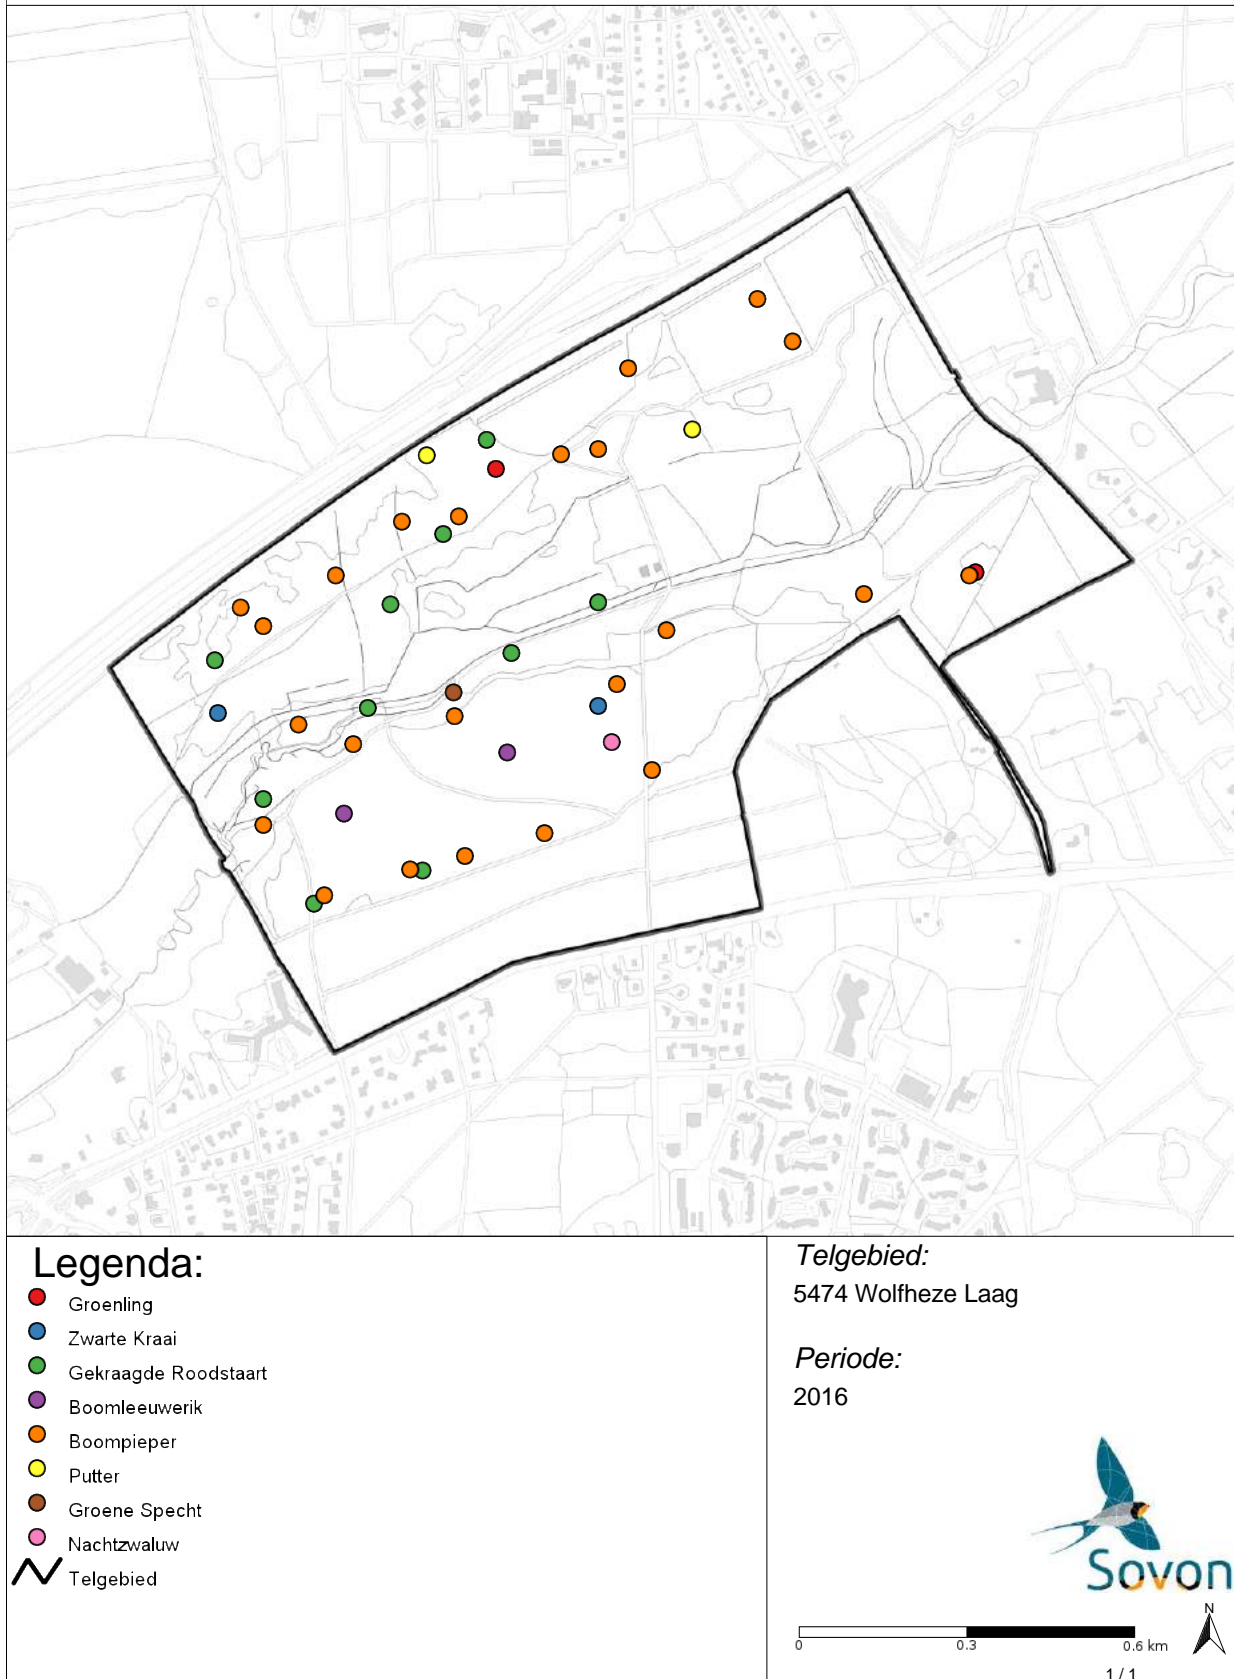 Legenda:
Groenling
Zwarte Kraai
Gekraagde Roodstaart
Boomleeuwerik
Boompieper
Putter
Groene Specht
Nachtzwaluw
Telgebied
Telgebied:
5474 Wolfheze Laag
Periode:
2016
Sovon
N
0 0.3 0.6 km
1 / 1